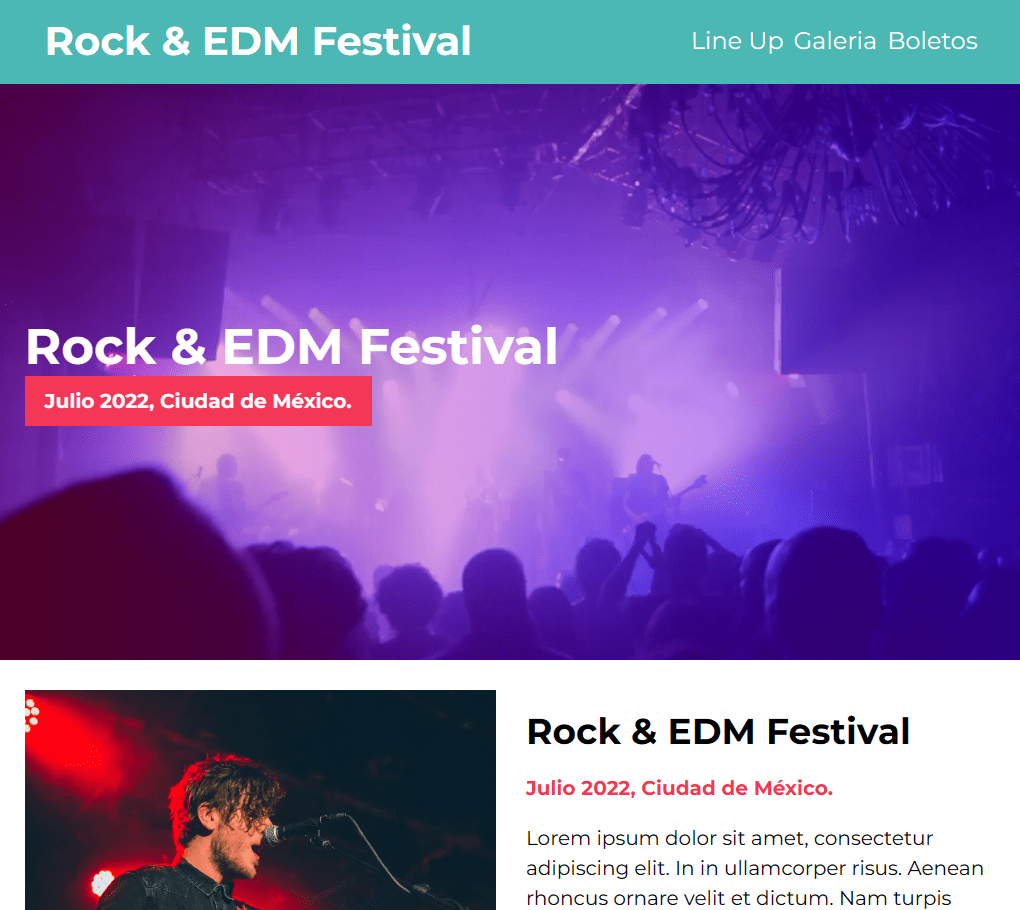 Rock & EDM Festival
Line Up Galeria Boletos
Rock & EDM Festival
Julio 2022, Ciudad de México.
Rock & EDM Festival
Julio 2022, Ciudad de México.
Lorem ipsum dolor sit amet, consectetur
adipiscing elit. In in ullamcorper risus. Aenean
rhoncus ornare velit et dictum. Nam turpis